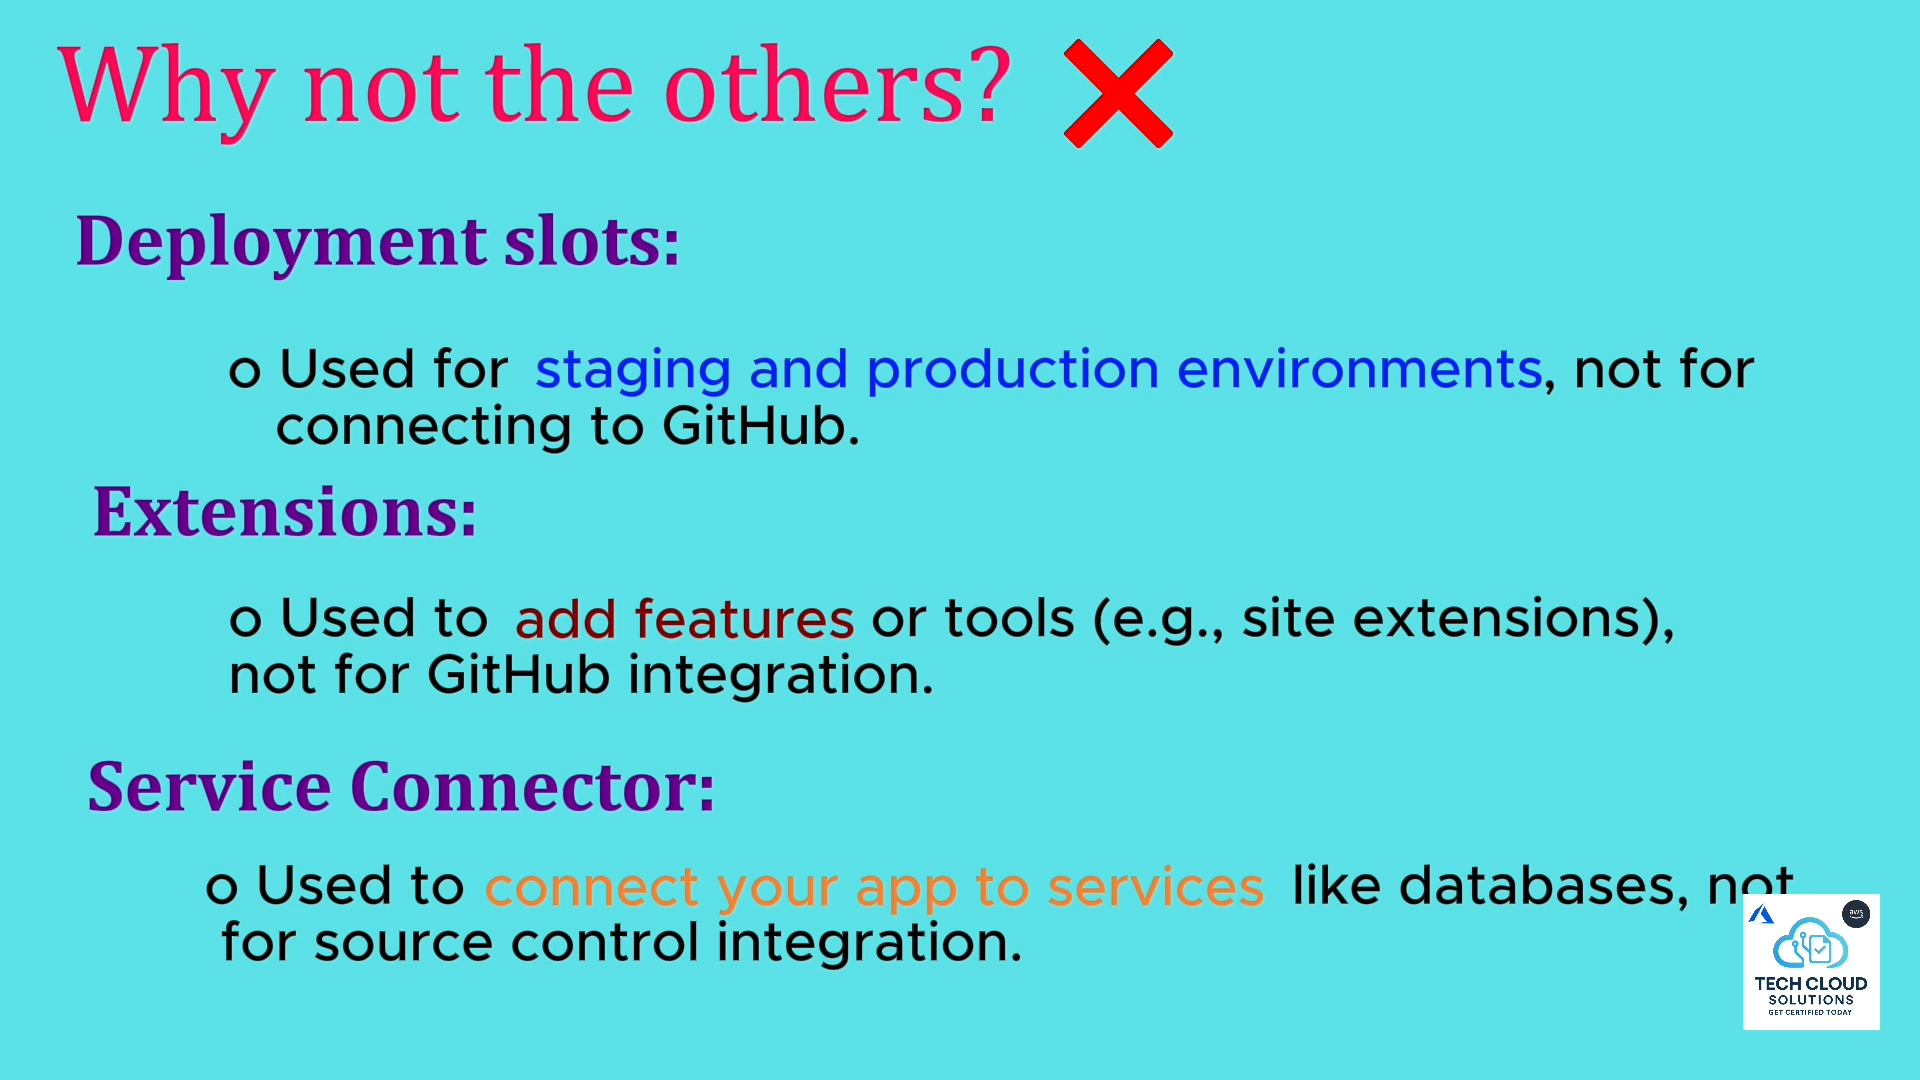 Why not the others?
Deployment slots:
o Used for staging and production environments, not for
connecting to GitHub.
Extensions:
o Used to add features or tools (e.g., site extensions),
not for GitHub integration.
Service Connector:
o Used to connect your app to services like databases, not
for source control integration.
aws
TECH CLOUD
SOLUTIONS
GET CERTIFIED TODAY